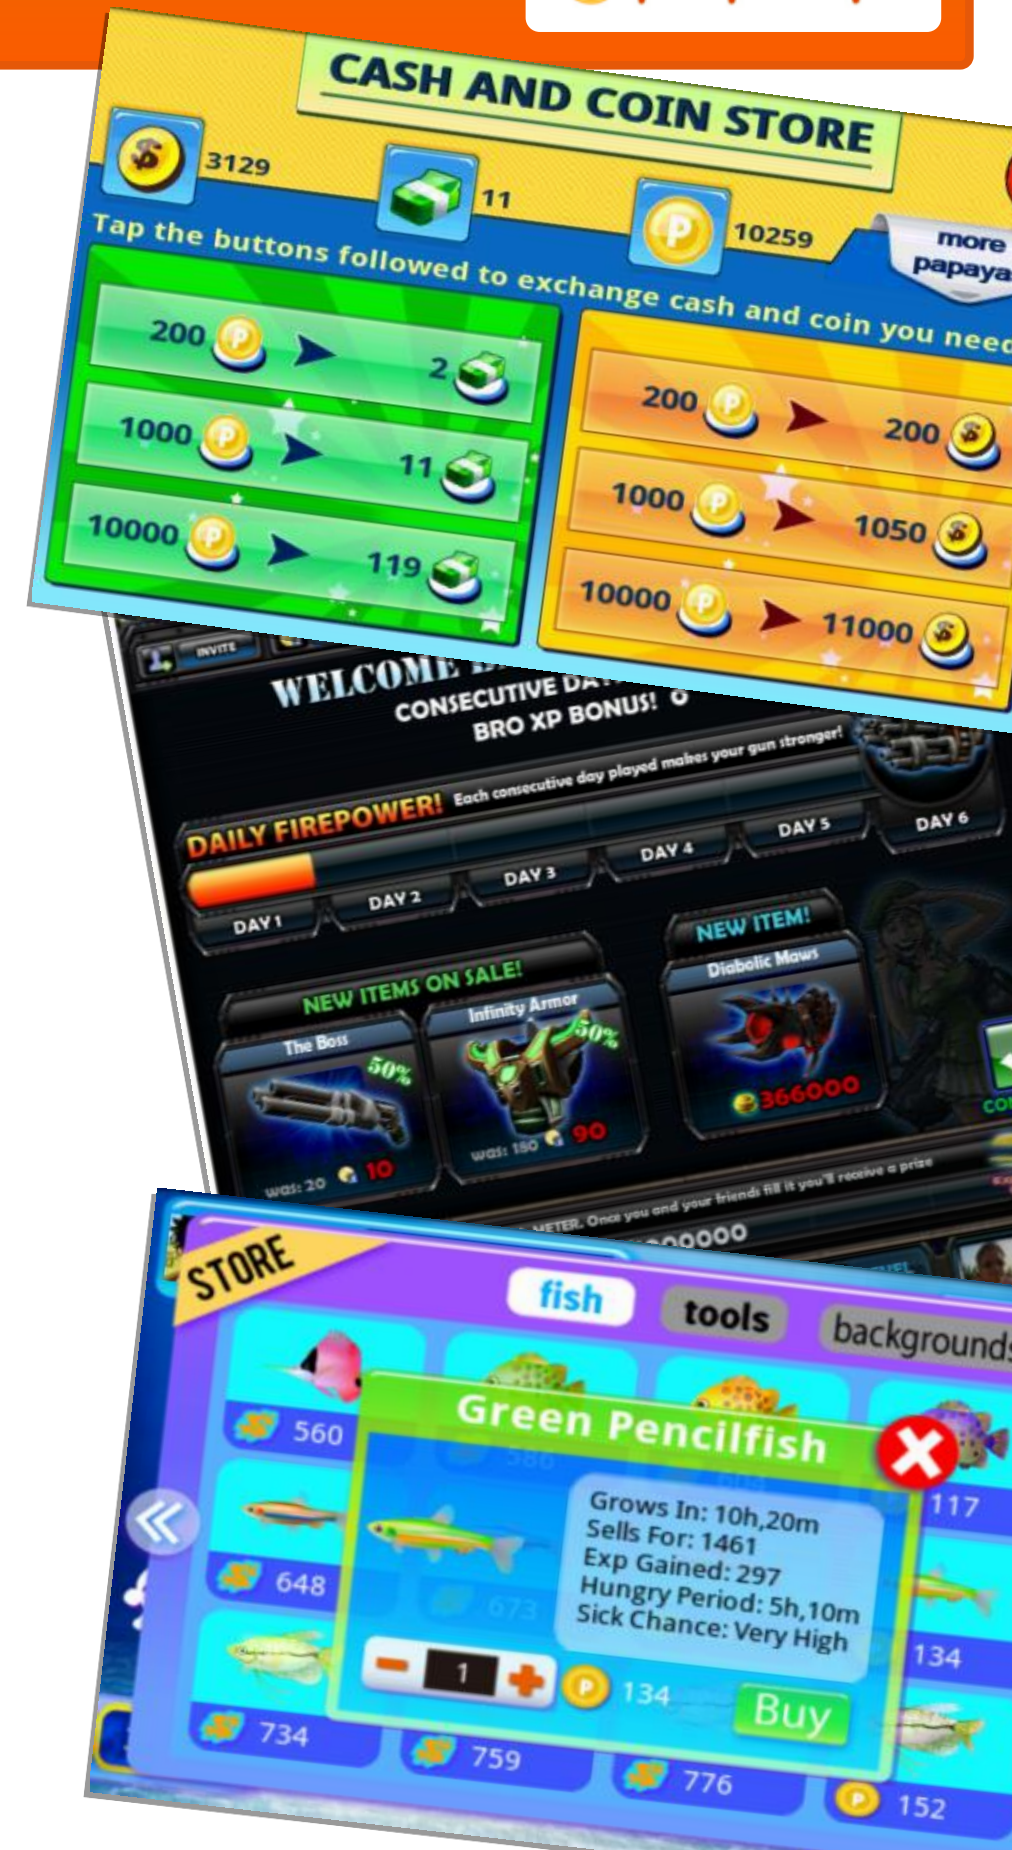 CASH AND COIN STORE
3129
11
P
10259
more
papaya
Tap the buttons followed to exchange cash and coin you need
200 P 2
1000 P 11
10000 P 119
200 P 200
1000 P 1050
10000 P 11000
INVITE
WELCOME
CONSECUTIVE
BRO XP BONUS!
DAILY FIREPOWER! Each consecutive day played makes your gun stronger!
DAY 1
DAY 2
DAY 3
DAY 4
DAY 5
DAY 6
NEW ITEMS ON SALE!
The Boss
50%
was: 20 10
Infinity Armor
50%
was: 180 90
NEW ITEM!
Diabolic Maws
366000
METER. Once you and your friends fill it you'll receive a prize
STORE
fish
tools
backgrounds
560
586
117
648
673
134
734
759
776
P 152
Green Pencilfish
Grows In: 10h,20m
Sells For: 1461
Exp Gained: 297
Hungry Period: 5h,10m
Sick Chance: Very High
1
P 134
Buy